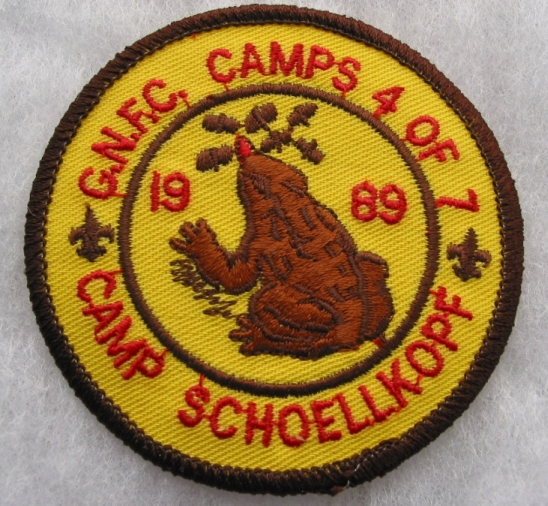 G.N.F.C. CAMPS 4 OF 7
19 89
CAMP SCHOELLKOPF